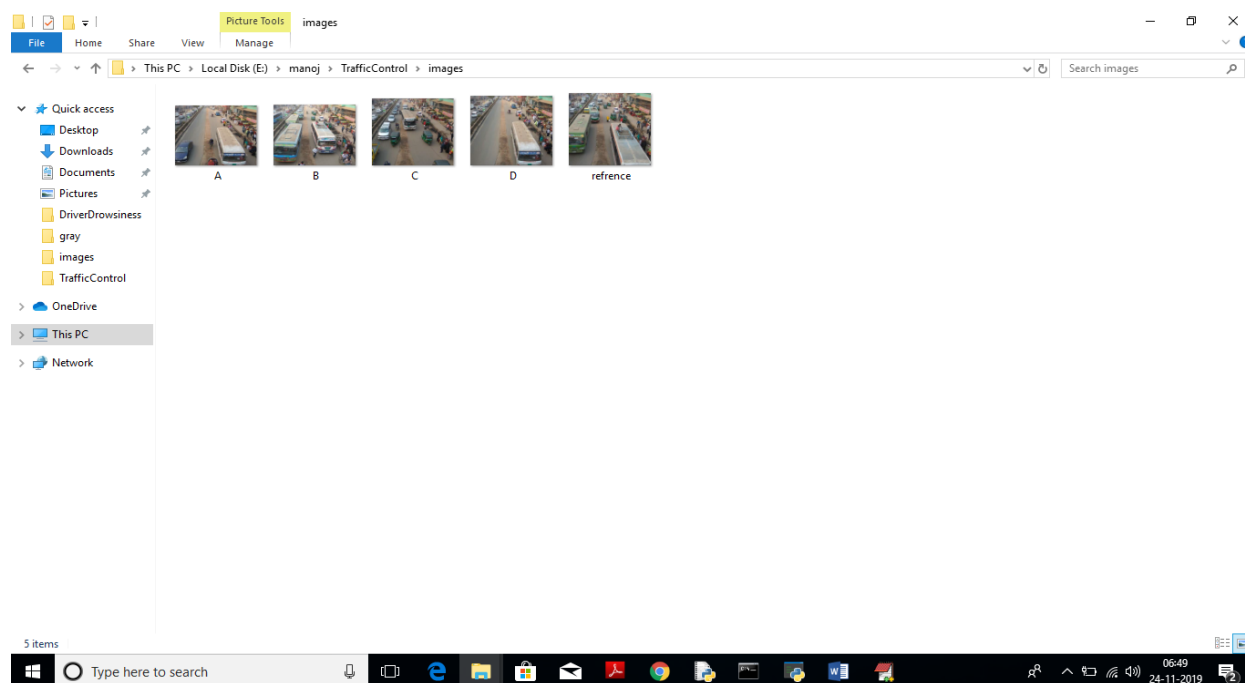 Picture Tools images
File Home Share View Manage
This PC Local Disk (E:) manoj TrafficControl images Search images
Quick access
Desktop
Downloads
Documents
Pictures
DriverDrowsiness
gray
images
TrafficControl
OneDrive
This PC
Network
A B C D refrence
5 items
Type here to search
06:49
24-11-2019
2